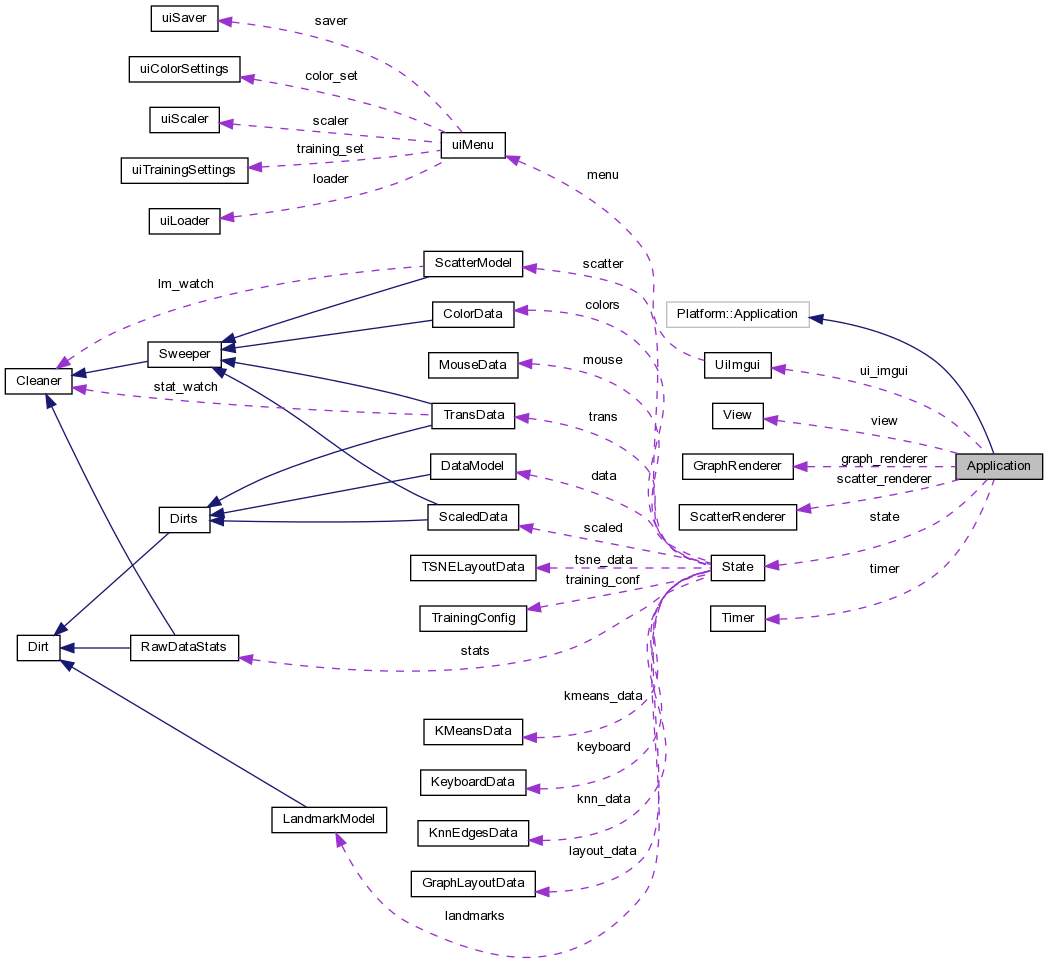 uiSaver
saver
uiColorSettings
color_set
uiScaler
scaler
uiMenu
training_set
uiTrainingSettings
loader
uiLoader
menu
ScatterModel
scatter
lm_watch
ColorData
colors
Platform::Application
Sweeper
MouseData
mouse
UiImgui
ui_imgui
Cleaner
stat_watch
TransData
trans
View
view
DataModel
data
GraphRenderer
graph_renderer
Application
scatter_renderer
Dirts
ScaledData
scaled
ScatterRenderer
state
TSNELayoutData
tsne_data
State
training_conf
timer
TrainingConfig
Timer
Dirt
RawDataStats
stats
kmeans_data
KMeansData
keyboard
KeyboardData
knn_data
LandmarkModel
KnnEdgesData
layout_data
GraphLayoutData
landmarks